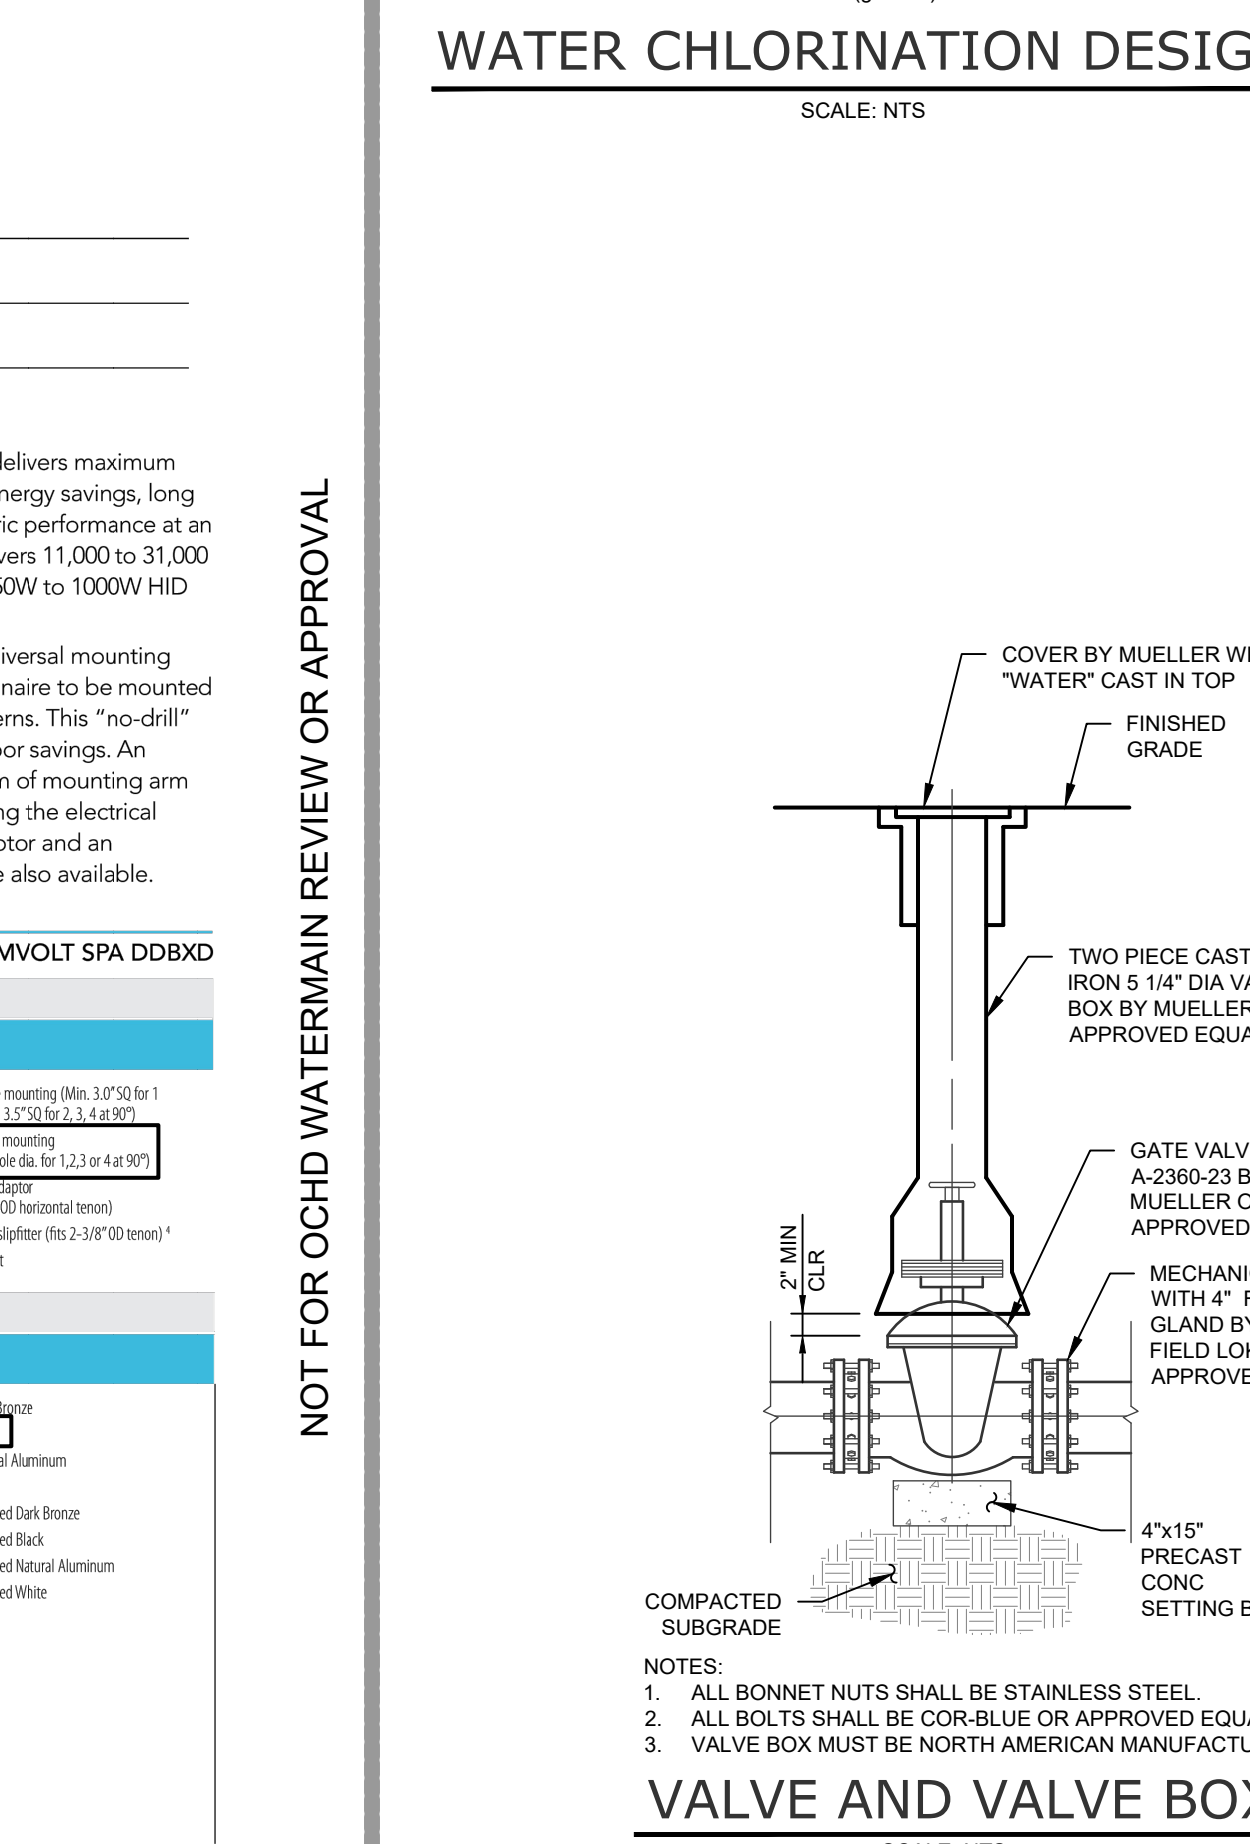 WATER CHLORINATION DESIG
SCALE: NTS
delivers maximum
nergy savings, long
ric performance at an
vers 11,000 to 31,000
50W to 1000W HID
iversal mounting
naire to be mounted
erns. This “no-drill”
bor savings. An
m of mounting arm
ng the electrical
ptor and an
e also available.
MVOLT SPA DDBXD
mounting (Min. 3.0"SQ for 1
3.5"SQ for 2, 3, 4 at 90°)
mounting
ole dia. for 1,2,3 or 4 at 90°)
daptor
OD horizontal tenon)
slipfitter (fits 2-3/8"OD tenon) 4
t
Bronze
al Aluminum
ed Dark Bronze
ed Black
ed Natural Aluminum
ed White
NOT FOR OCHD WATERMAIN REVIEW OR APPROVAL
COVER BY MUELLER WI
"WATER" CAST IN TOP
FINISHED
GRADE
TWO PIECE CAST
IRON 5 1/4" DIA VA
BOX BY MUELLER
APPROVED EQUA
GATE VALV
A-2360-23 B
MUELLER O
APPROVED
2" MIN
CLR
MECHANI
WITH 4" F
GLAND BY
FIELD LOK
APPROVE
4"x15"
PRECAST
CONC
SETTING B
COMPACTED
SUBGRADE
NOTES:
1. ALL BONNET NUTS SHALL BE STAINLESS STEEL.
2. ALL BOLTS SHALL BE COR-BLUE OR APPROVED EQUA
3. VALVE BOX MUST BE NORTH AMERICAN MANUFACTU
VALVE AND VALVE BOX